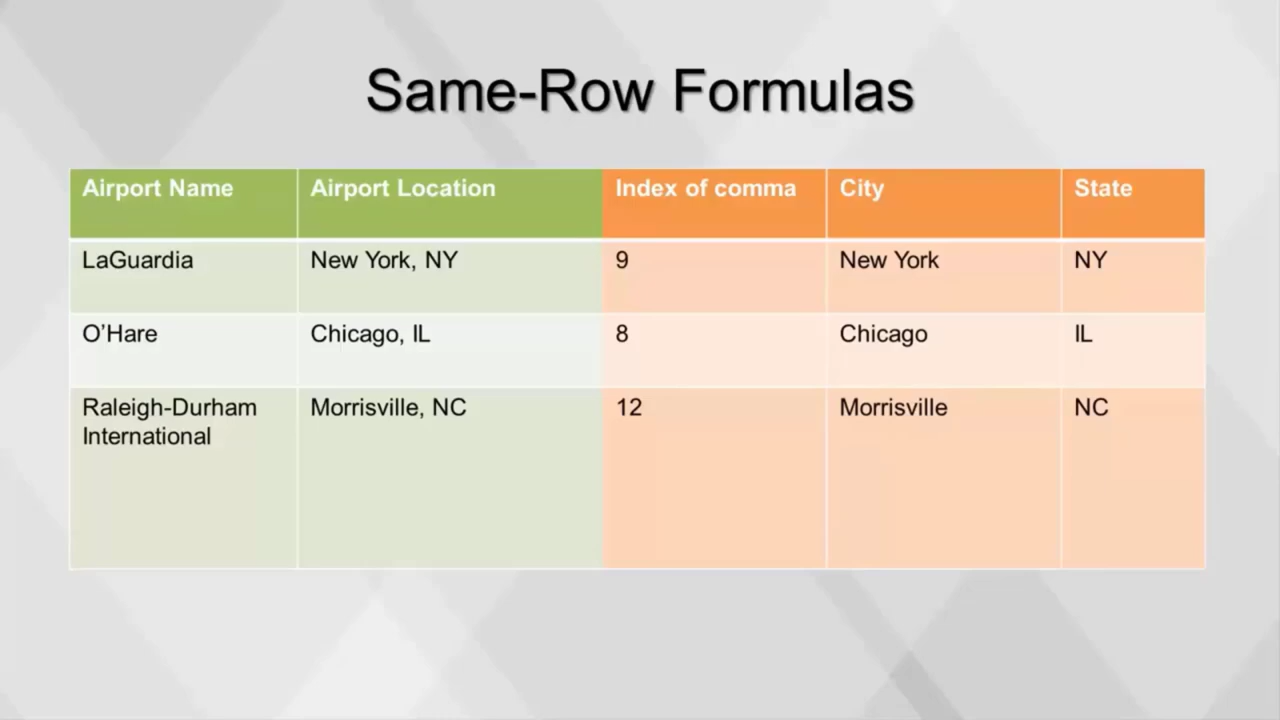 Same-Row Formulas
Airport Name Airport Location Index of comma City State
LaGuardia New York, NY 9 New York NY
O’Hare Chicago, IL 8 Chicago IL
Raleigh-Durham Morrisville, NC 12 Morrisville NC
International